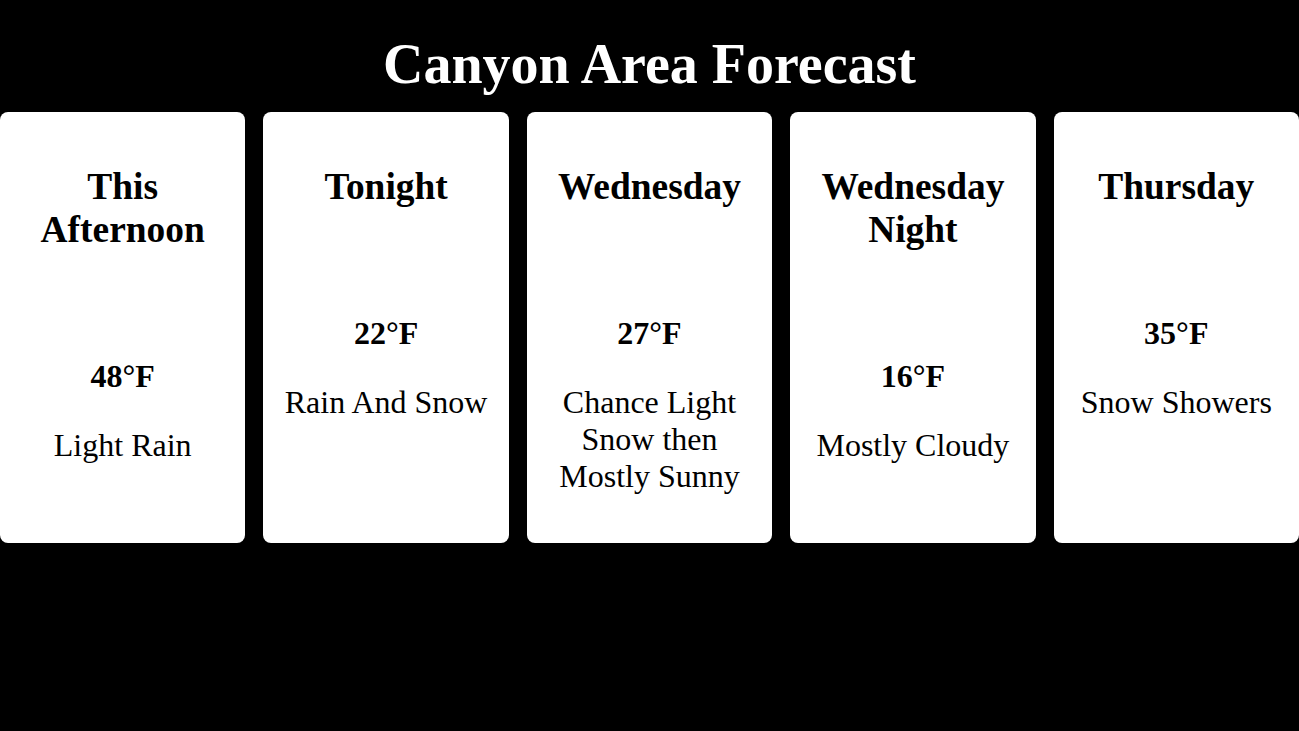 Canyon Area Forecast
This
Afternoon
48°F
Light Rain
Tonight
22°F
Rain And Snow
Wednesday
27°F
Chance Light
Snow then
Mostly Sunny
Wednesday
Night
16°F
Mostly Cloudy
Thursday
35°F
Snow Showers